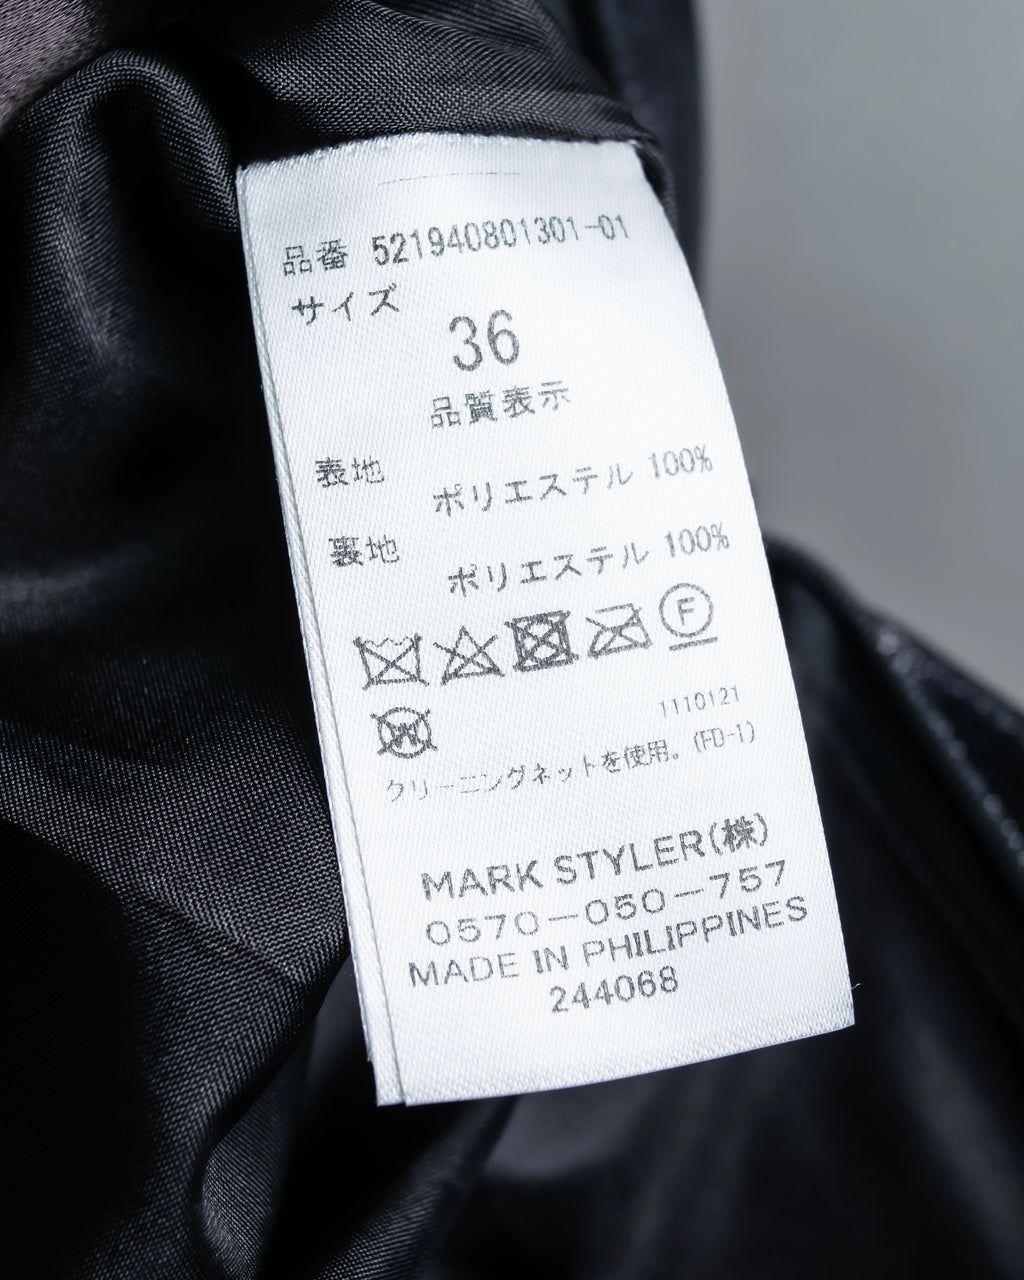 品番 521940801301-01
サイズ
36
品質表示
表地
ポリエステル 100%
裏地
ポリエステル 100%
F
W
1110121
クリーニングネットを使用。(FD-1)
MARK STYLER(株)
0570-050-757
MADE IN PHILIPPINES
244068